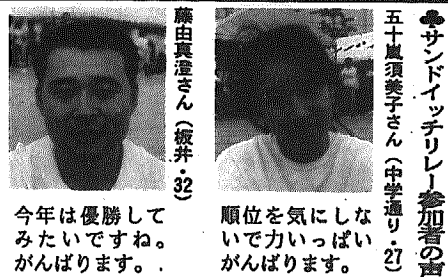 ♣サンドイッチリレー参加者の声
五十嵐須美子さん(中学通り・27)
順位を気にしな
いで力いっぱい
がんばります。
藤由真澄さん(板井・32)
今年は優勝して
みたいですね。
がんばります。